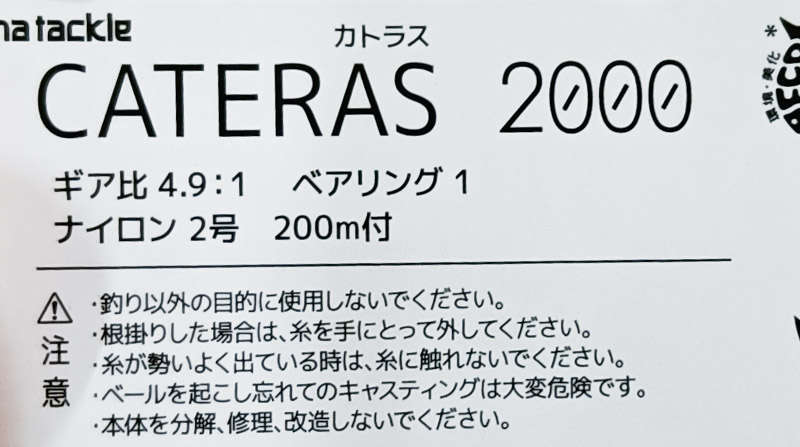 na tackle
カトラス
CATERAS 2000
ギア比 4.9:1 ベアリング 1
ナイロン 2号 200m付
注意
・釣り以外の目的に使用しないでください。
・根掛りした場合は、糸を手にとって外してください。
・糸が勢いよく出ている時は、糸に触れないでください。
・ベールを起こし忘れてのキャスティングは大変危険です。
・本体を分解、修理、改造しないでください。
環境・美化